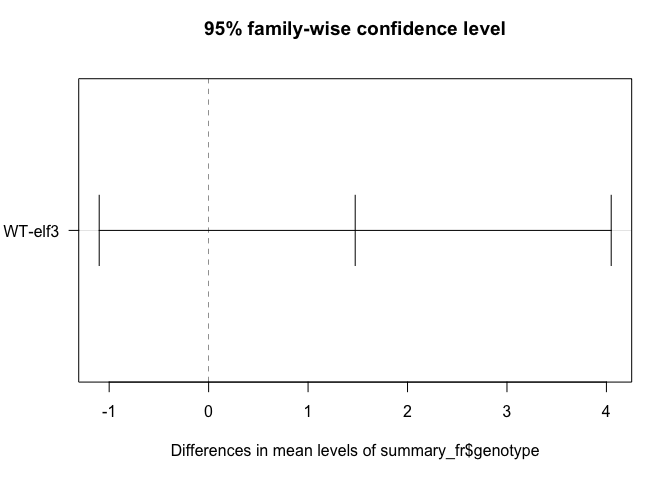 95% family-wise confidence level
WT-elf3
-1 0 1 2 3 4
Differences in mean levels of summary_fr$genotype